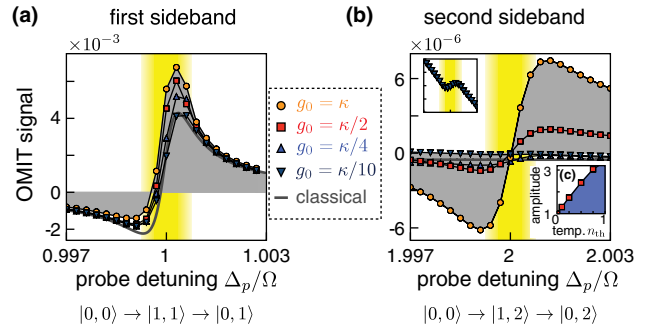 (a) first sideband
×10⁻³
OMIT signal
4
0
-2
0.997 1 1.003
probe detuning Δₚ/Ω
|0, 0⟩ → |1, 1⟩ → |0, 1⟩
g₀ = κ
g₀ = κ/2
g₀ = κ/4
g₀ = κ/10
classical
(b) second sideband
×10⁻⁶
6
0
-6
1.997 2 2.003
probe detuning Δₚ/Ω
|0, 0⟩ → |1, 2⟩ → |0, 2⟩
(c)
amplitude
3
1
0 1
temp. n_th